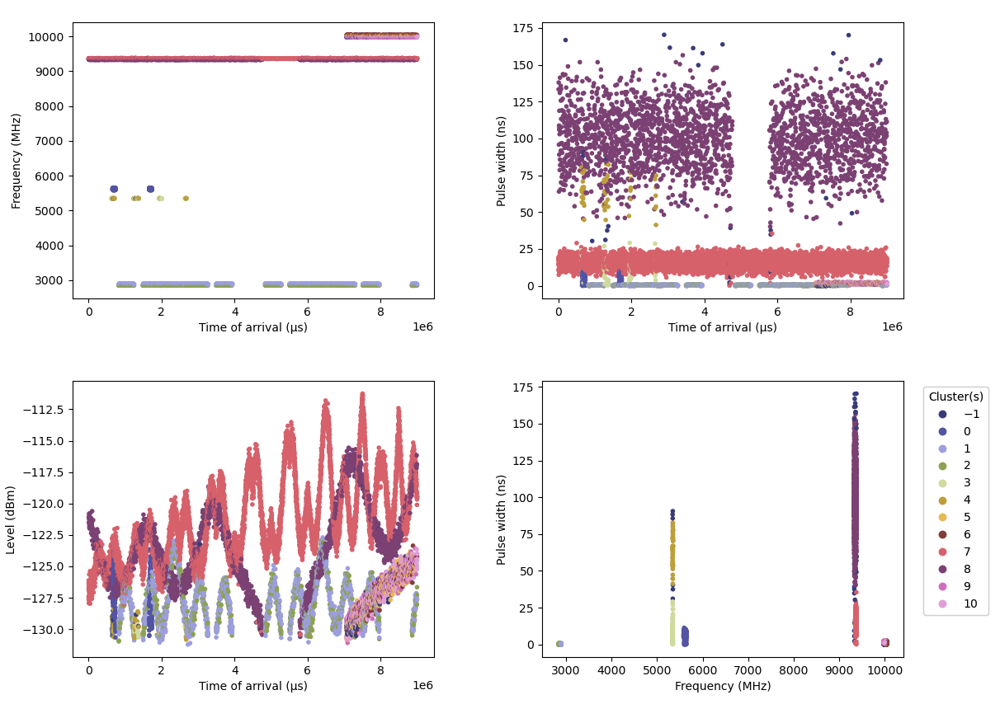 10000
9000
8000
7000
6000
5000
4000
3000
Frequency (MHz)
0 2 4 6 8
1e6
Time of arrival (µs)
175
150
125
100
75
50
25
0
Pulse width (ns)
0 2 4 6 8
1e6
Time of arrival (µs)
−112.5
−115.0
−117.5
−120.0
−122.5
−125.0
−127.5
−130.0
Level (dBm)
0 2 4 6 8
1e6
Time of arrival (µs)
175
150
125
100
75
50
25
0
Pulse width (ns)
3000 4000 5000 6000 7000 8000 9000 10000
Frequency (MHz)
Cluster(s)
−1
0
1
2
3
4
5
6
7
8
9
10